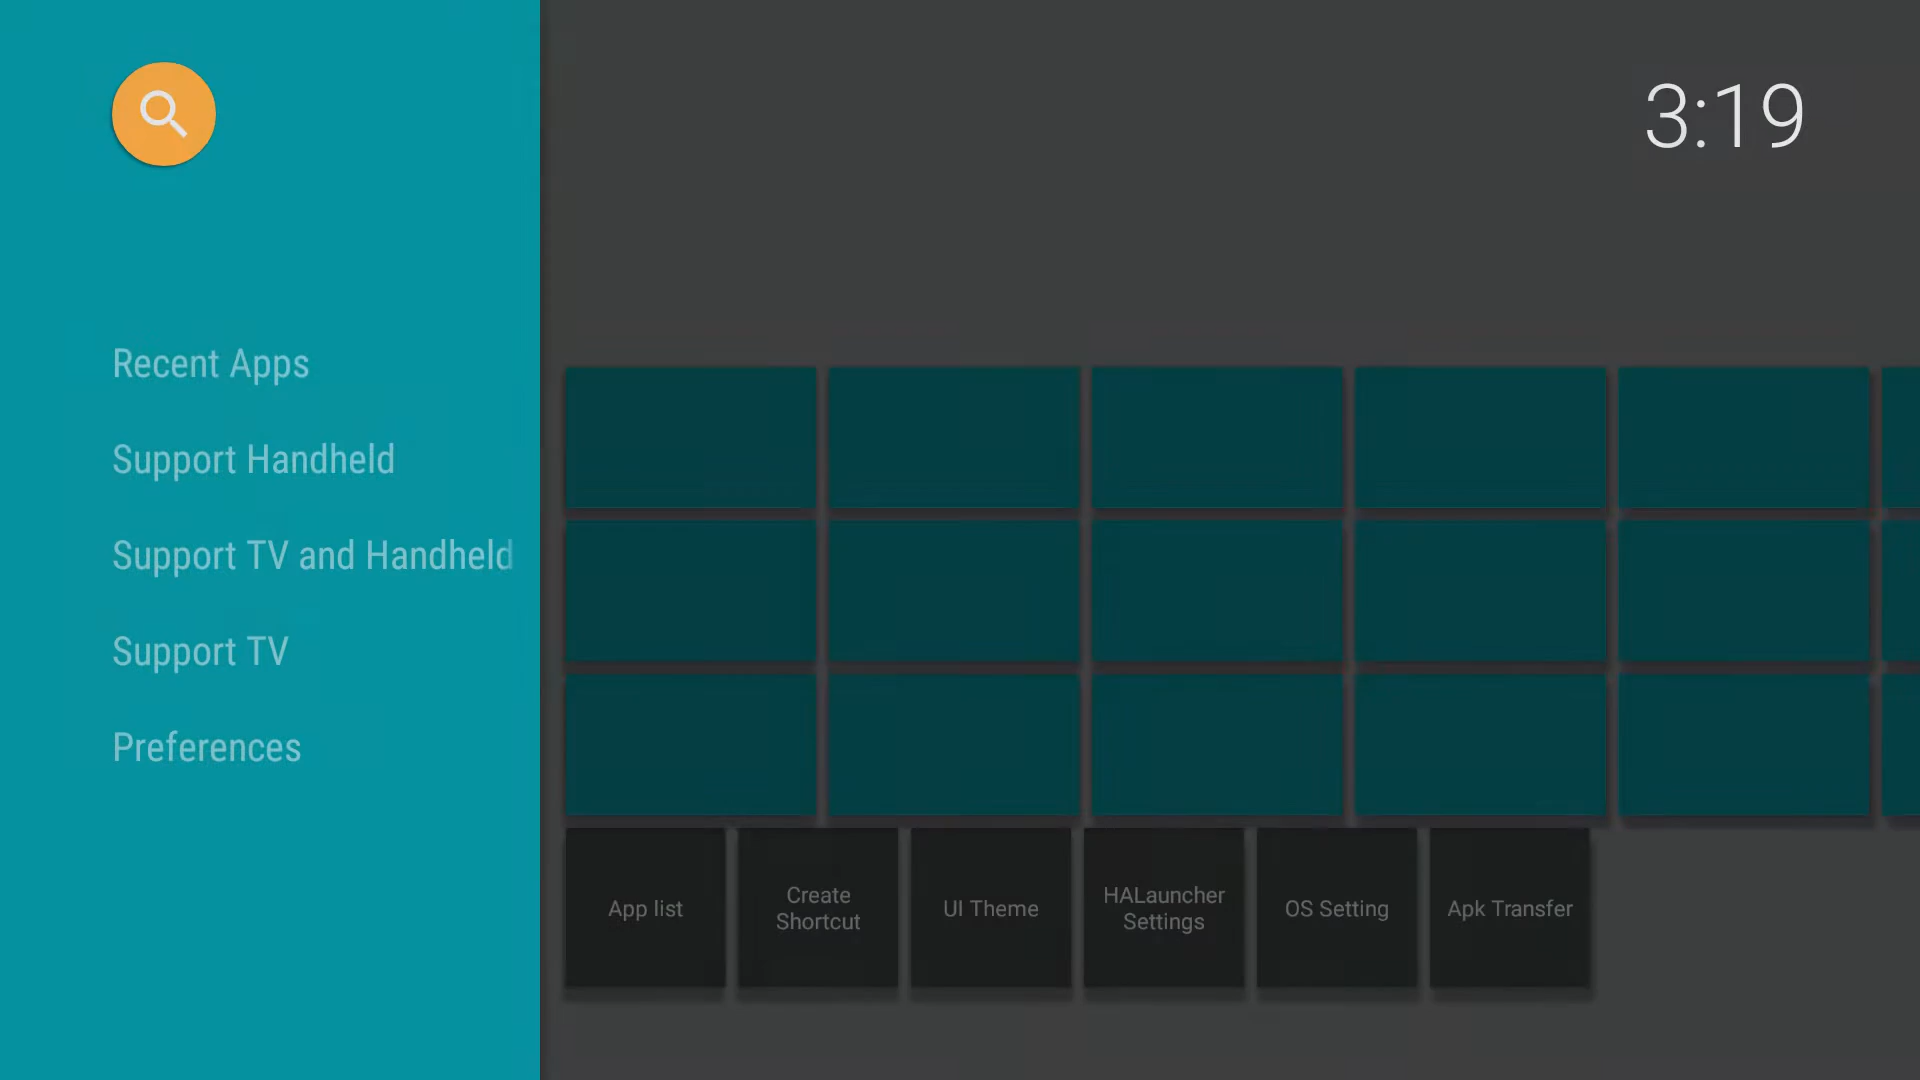 3:19
Recent Apps
Support Handheld
Support TV and Handheld
Support TV
Preferences
App list
Create
Shortcut
UI Theme
HALauncher
Settings
OS Setting
Apk Transfer